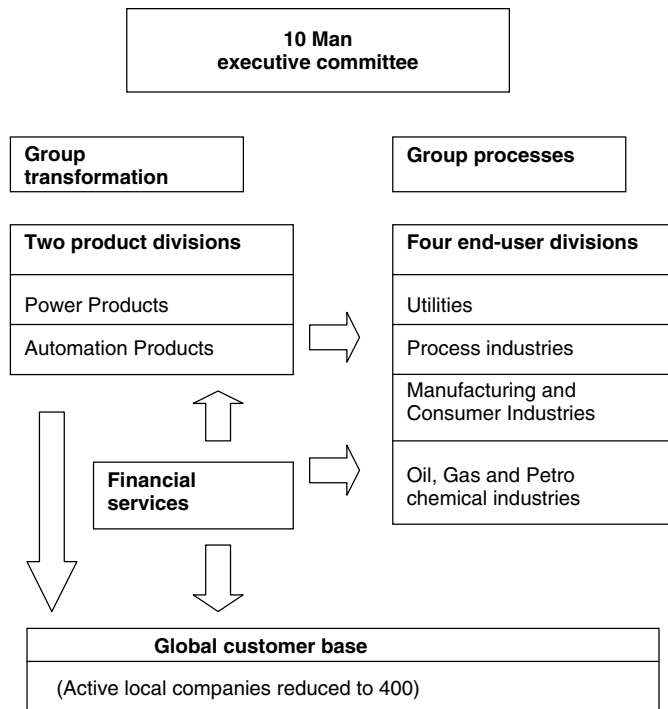 10 Man
executive committee
Group
transformation
Group processes
Two product divisions
Power Products
Automation Products
Four end-user divisions
Utilities
Process industries
Manufacturing and
Consumer Industries
Oil, Gas and Petro
chemical industries
Financial
services
Global customer base
(Active local companies reduced to 400)